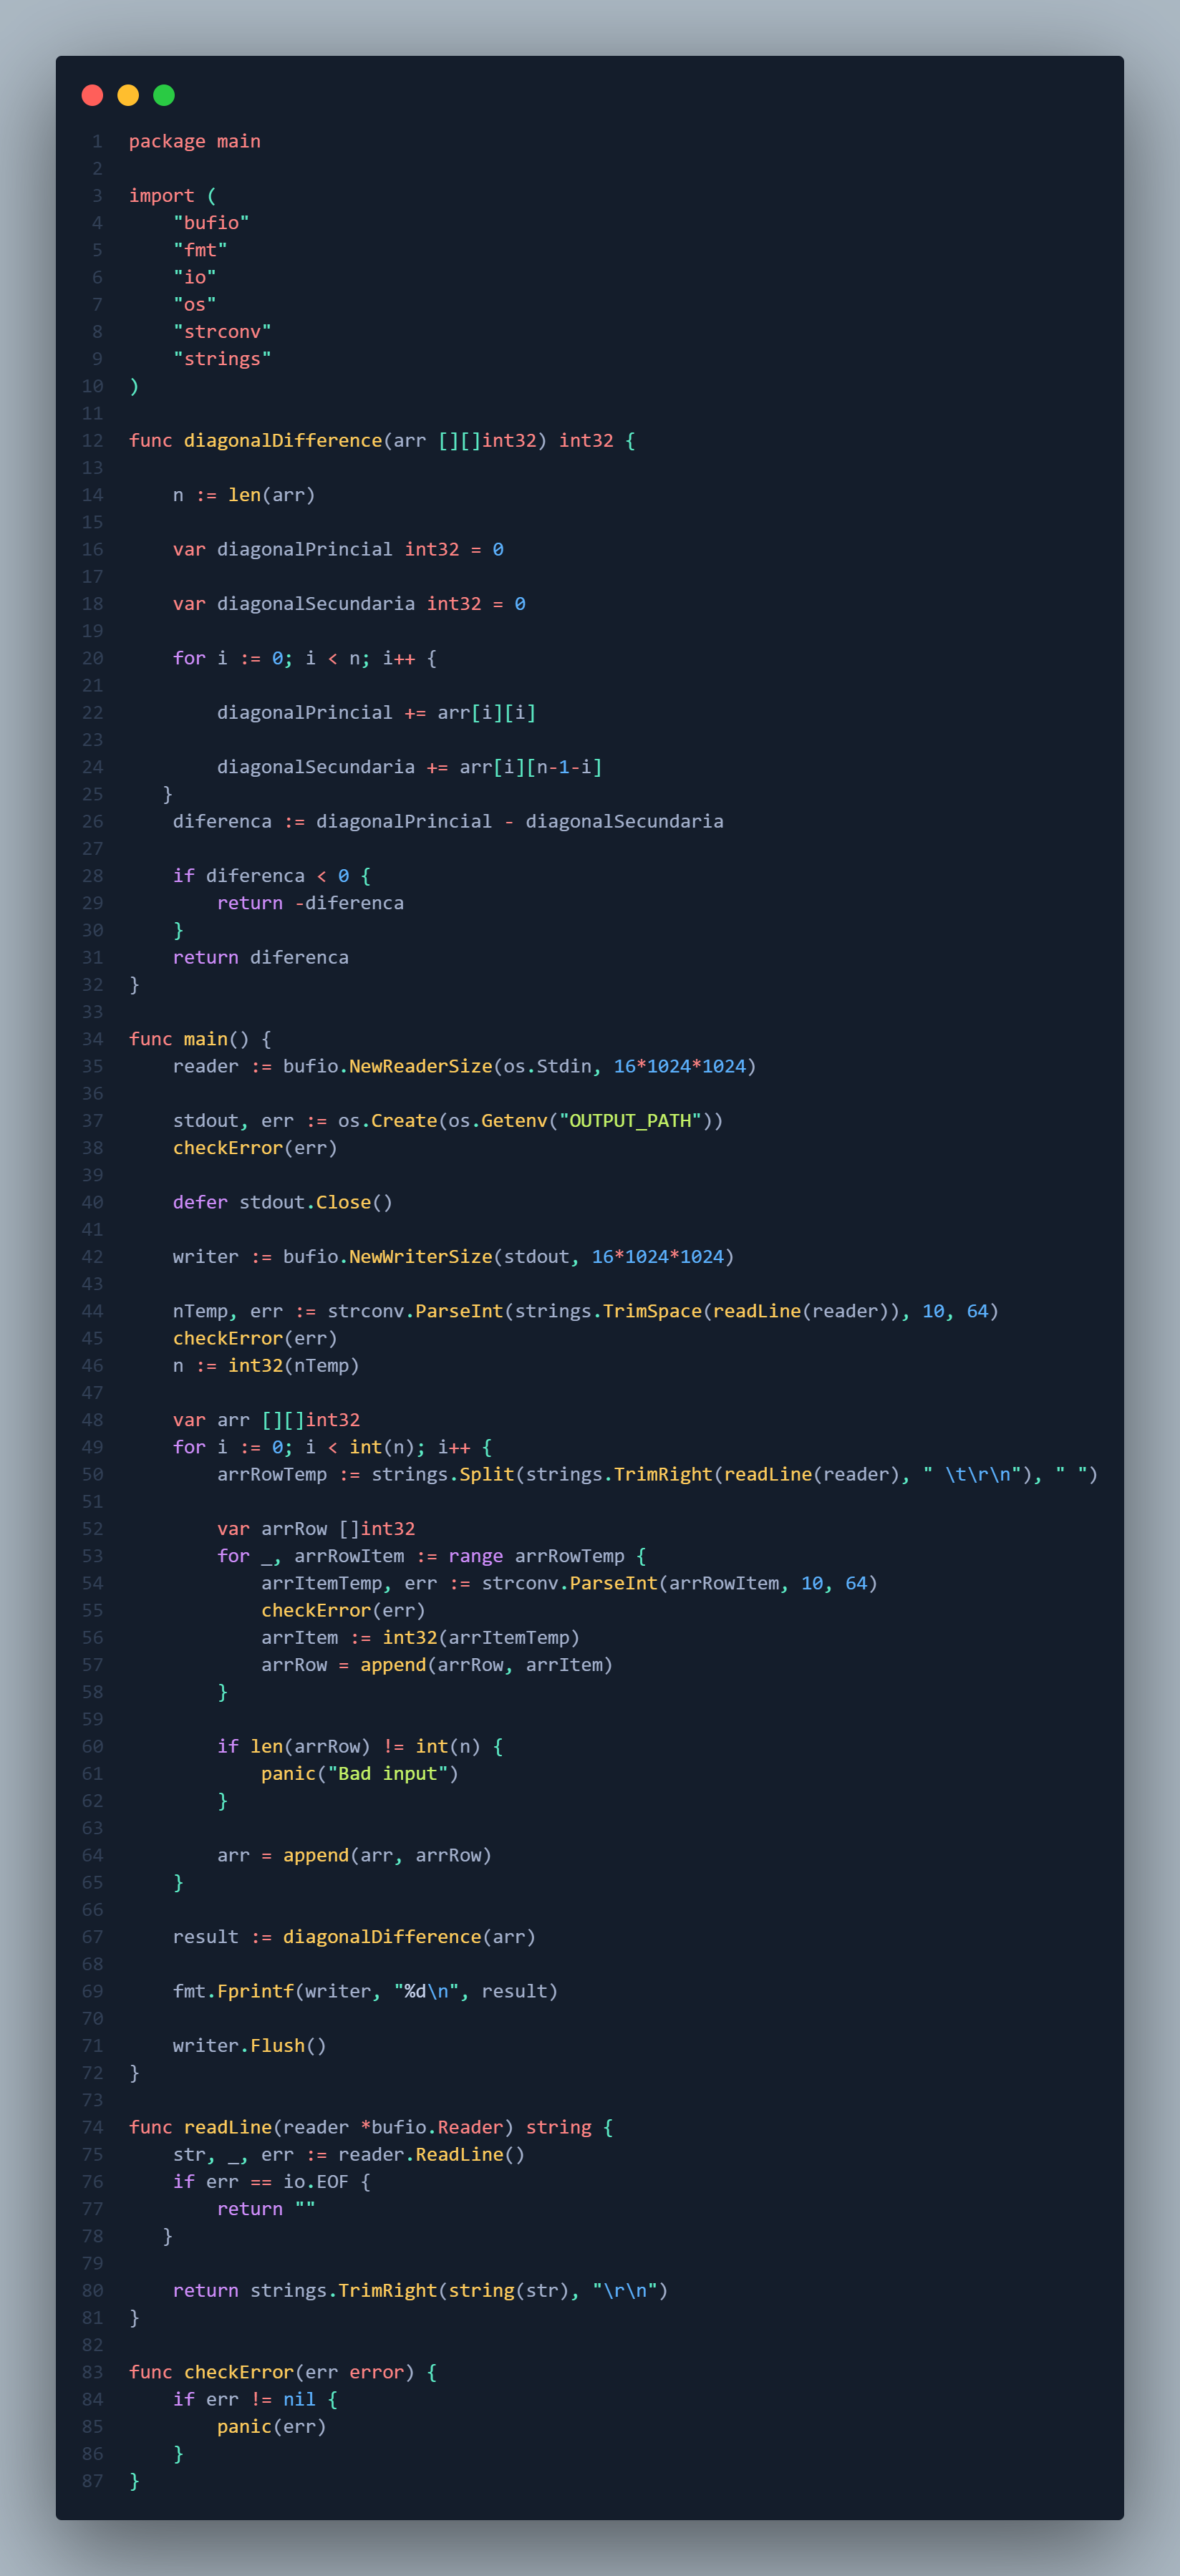 1 package main
2
3 import (
4     "bufio"
5     "fmt"
6     "io"
7     "os"
8     "strconv"
9     "strings"
10 )
11
12 func diagonalDifference(arr [][]int32) int32 {
13
14     n := len(arr)
15
16     var diagonalPrincial int32 = 0
17
18     var diagonalSecundaria int32 = 0
19
20     for i := 0; i < n; i++ {
21
22         diagonalPrincial += arr[i][i]
23
24         diagonalSecundaria += arr[i][n-1-i]
25    }
26     diferenca := diagonalPrincial - diagonalSecundaria
27
28     if diferenca < 0 {
29         return -diferenca
30     }
31     return diferenca
32 }
33
34 func main() {
35     reader := bufio.NewReaderSize(os.Stdin, 16*1024*1024)
36
37     stdout, err := os.Create(os.Getenv("OUTPUT_PATH"))
38     checkError(err)
39
40     defer stdout.Close()
41
42     writer := bufio.NewWriterSize(stdout, 16*1024*1024)
43
44     nTemp, err := strconv.ParseInt(strings.TrimSpace(readLine(reader)), 10, 64)
45     checkError(err)
46     n := int32(nTemp)
47
48     var arr [][]int32
49     for i := 0; i < int(n); i++ {
50         arrRowTemp := strings.Split(strings.TrimRight(readLine(reader), " \t\r\n"), " ")
51
52         var arrRow []int32
53         for _, arrRowItem := range arrRowTemp {
54             arrItemTemp, err := strconv.ParseInt(arrRowItem, 10, 64)
55             checkError(err)
56             arrItem := int32(arrItemTemp)
57             arrRow = append(arrRow, arrItem)
58         }
59
60         if len(arrRow) != int(n) {
61             panic("Bad input")
62         }
63
64         arr = append(arr, arrRow)
65     }
66
67     result := diagonalDifference(arr)
68
69     fmt.Fprintf(writer, "%d\n", result)
70
71     writer.Flush()
72 }
73
74 func readLine(reader *bufio.Reader) string {
75     str, _, err := reader.ReadLine()
76     if err == io.EOF {
77         return ""
78    }
79
80     return strings.TrimRight(string(str), "\r\n")
81 }
82
83 func checkError(err error) {
84     if err != nil {
85         panic(err)
86     }
87 }